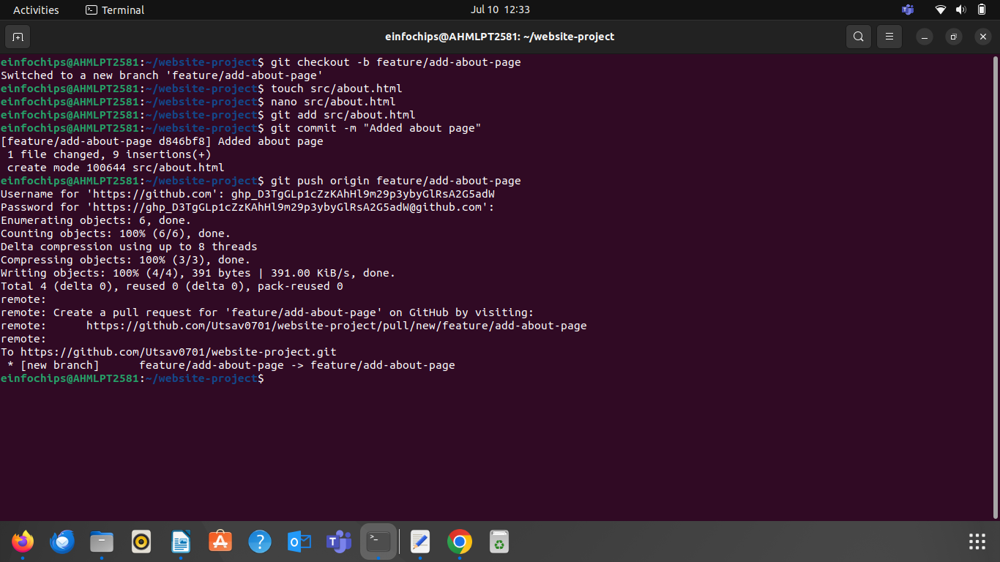 Activities Terminal Jul 10 12:33
einfochips@AHMLPT2581: ~/website-project
einfochips@AHMLPT2581:~/website-project$ git checkout -b feature/add-about-page
Switched to a new branch 'feature/add-about-page'
einfochips@AHMLPT2581:~/website-project$ touch src/about.html
einfochips@AHMLPT2581:~/website-project$ nano src/about.html
einfochips@AHMLPT2581:~/website-project$ git add src/about.html
einfochips@AHMLPT2581:~/website-project$ git commit -m "Added about page"
[feature/add-about-page d846bf8] Added about page
 1 file changed, 9 insertions(+)
 create mode 100644 src/about.html
einfochips@AHMLPT2581:~/website-project$ git push origin feature/add-about-page
Username for 'https://github.com': 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
Password for 'https://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@github.com':
Enumerating objects: 6, done.
Counting objects: 100% (6/6), done.
Delta compression using up to 8 threads
Compressing objects: 100% (3/3), done.
Writing objects: 100% (4/4), 391 bytes | 391.00 KiB/s, done.
Total 4 (delta 0), reused 0 (delta 0), pack-reused 0
remote:
remote: Create a pull request for 'feature/add-about-page' on GitHub by visiting:
remote:      https://github.com/Utsav0701/website-project/pull/new/feature/add-about-page
remote:
To https://github.com/Utsav0701/website-project.git
 * [new branch]      feature/add-about-page -> feature/add-about-page
einfochips@AHMLPT2581:~/website-project$